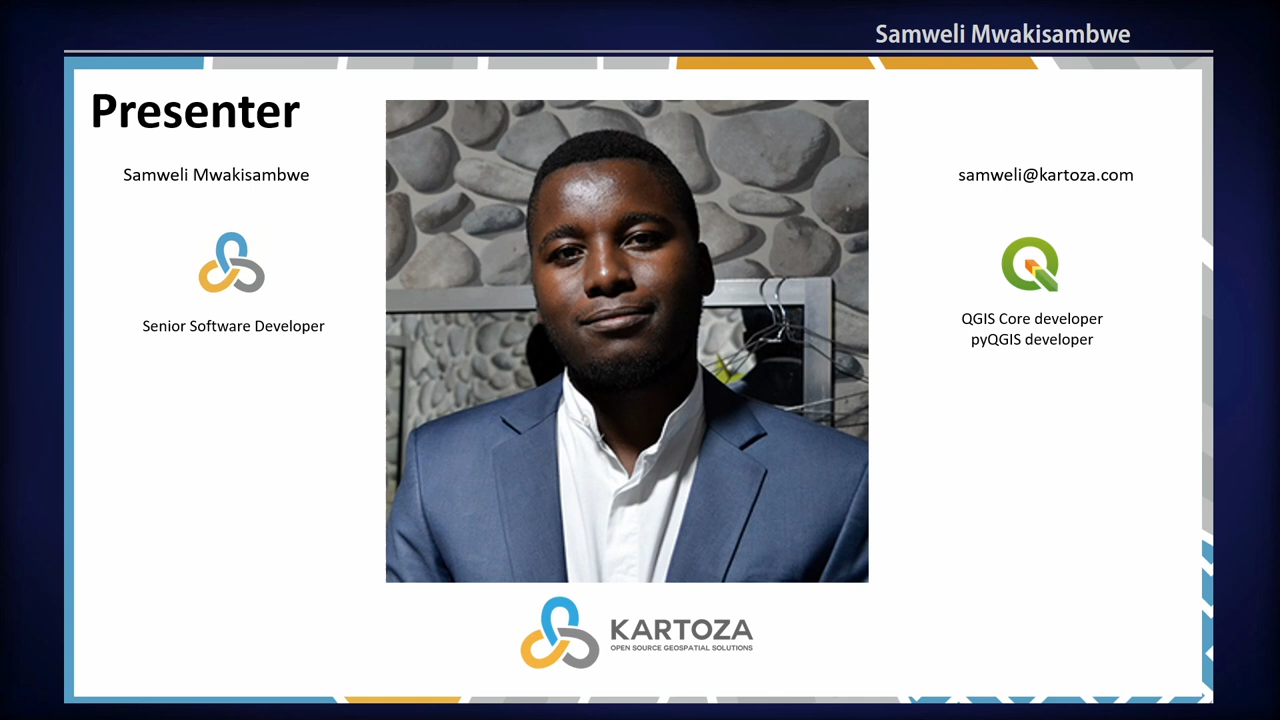 Samweli Mwakisambwe
Presenter
Samweli Mwakisambwe
samweli@kartoza.com
Senior Software Developer
QGIS Core developer
pyQGIS developer
KARTOZA
OPEN SOURCE GEOSPATIAL SOLUTIONS